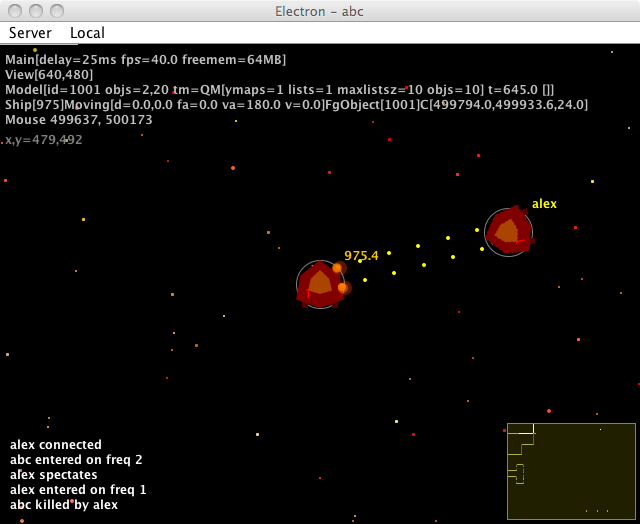 Electron - abc
Server Local
Main[delay=25ms fps=40.0 freemem=64MB]
View[640,480]
Model[id=1001 objs=2,20 tm=QM[ymaps=1 lists=1 maxlistsz=10 objs=10] t=645.0 []]
Ship[975]Moving[d=0.0,0.0 fa=0.0 va=180.0 v=0.0]FgObject[1001]C[499794.0,499933.6,24.0]
Mouse 499637, 500173
x,y=479,492
alex
975.4
alex connected
abc entered on freq 2
alex spectates
alex entered on freq 1
abc killed by alex